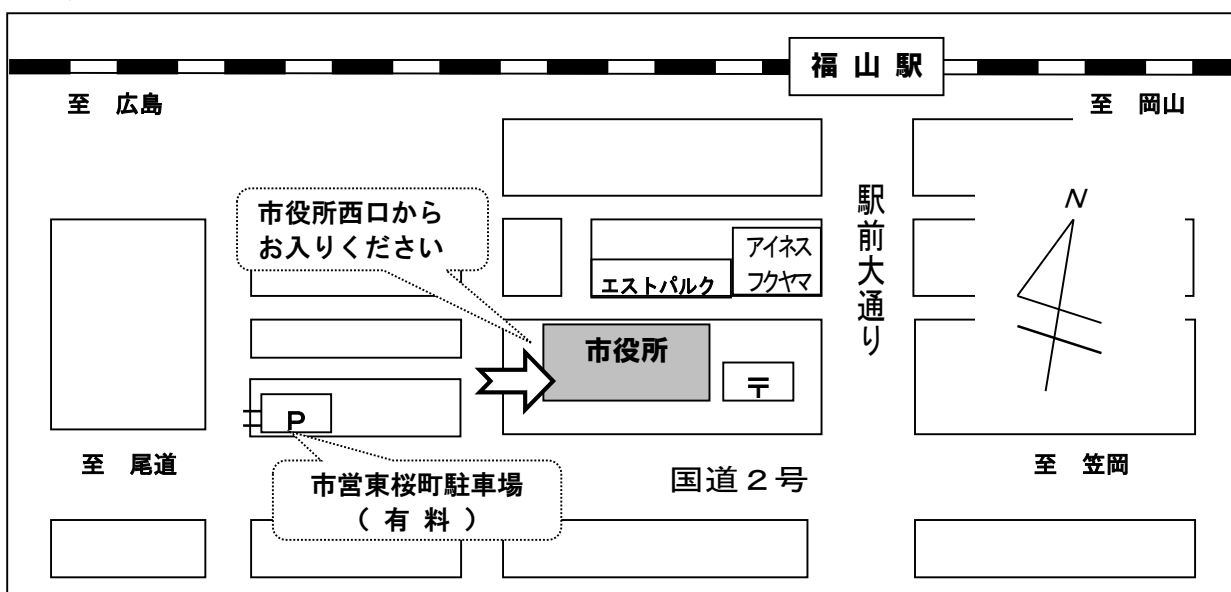 福 山 駅
至 広島
至 岡山
市役所西口から
お入りください
駅前大通り
N
アイネス
フクヤマ
エストパルク
市役所
〒
P
至 尾道
至 笠岡
市営東桜町駐車場
( 有 料 )
国道２号